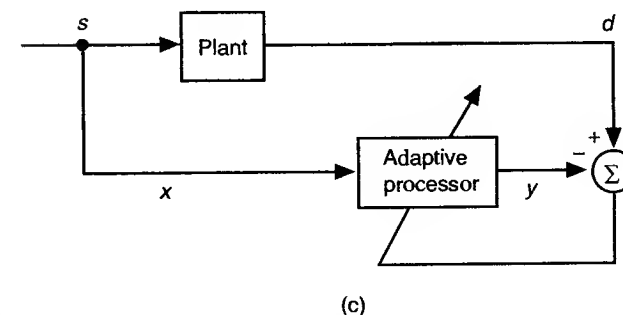 s
Plant
d
+
Adaptive
processor
−
Σ
x
y
(c)